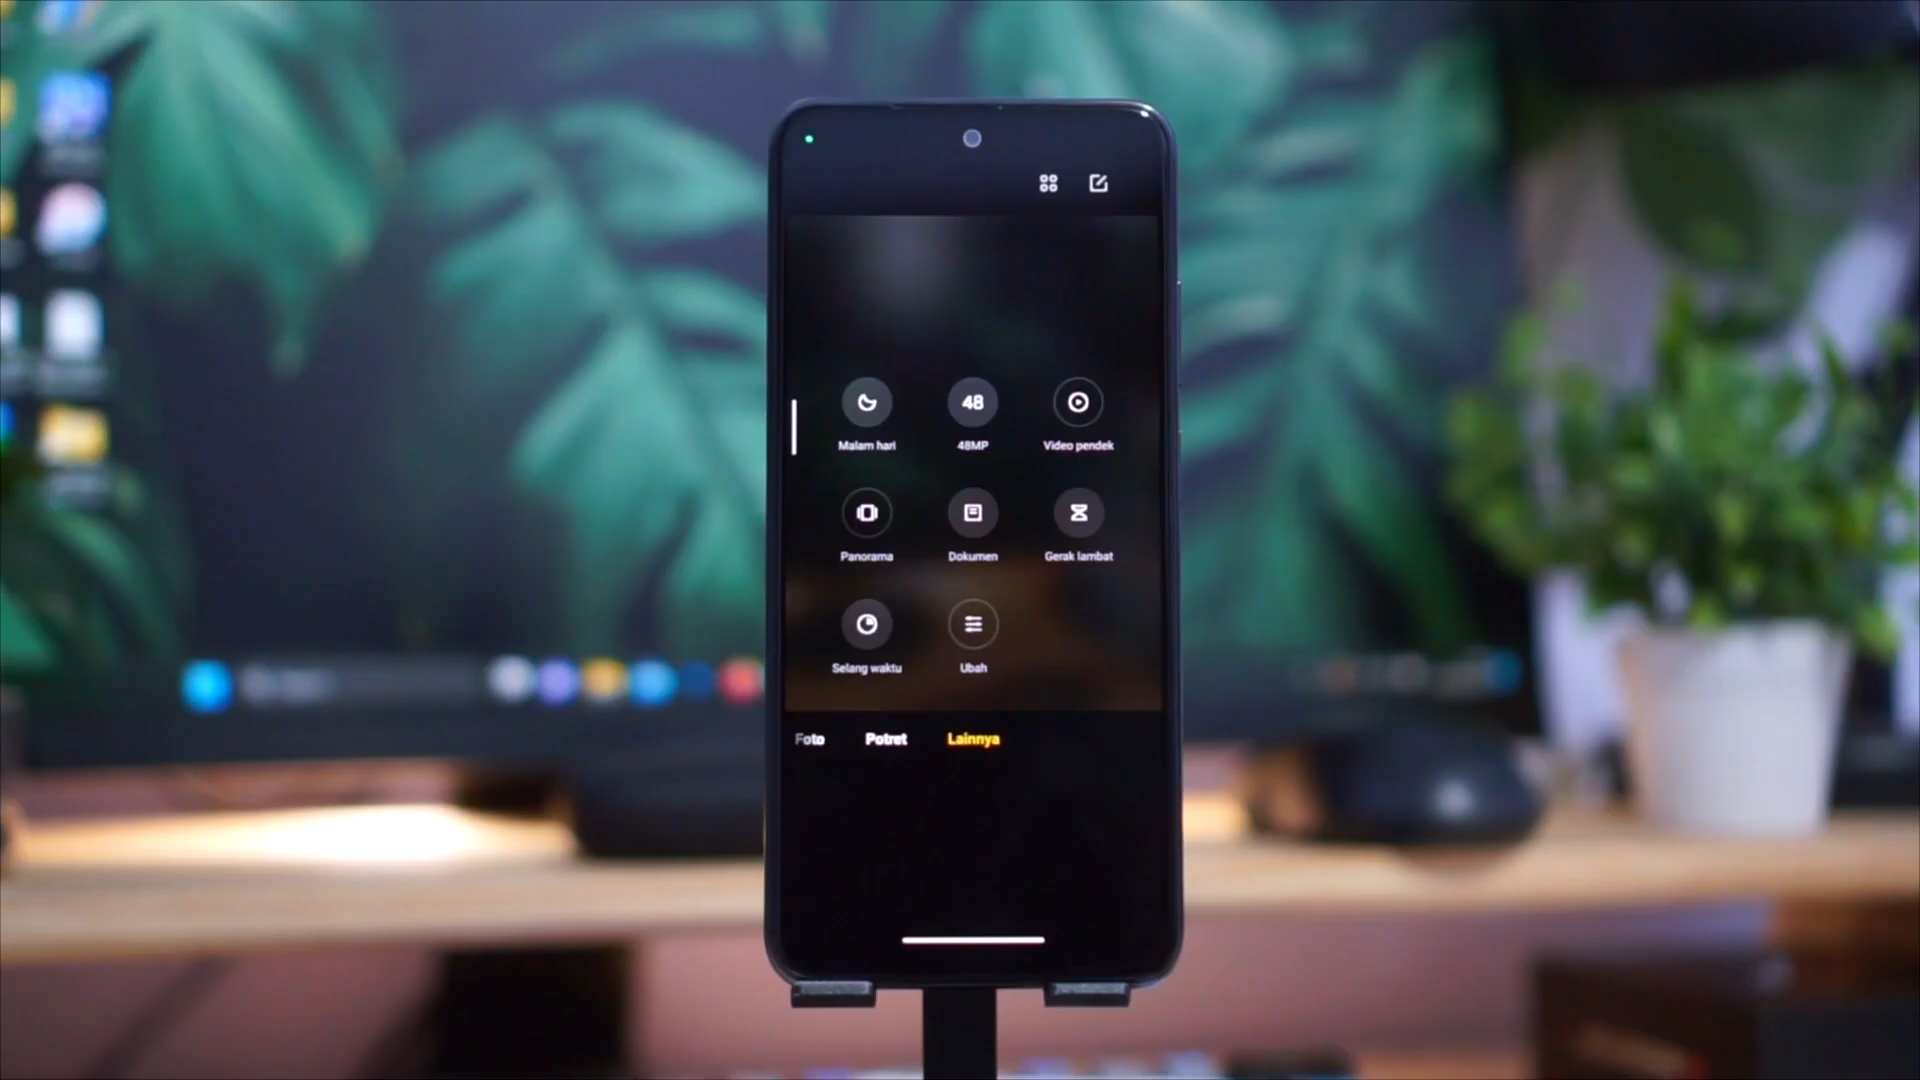 48
Malam hari
48MP
Video pendek
Panorama
Dokumen
Gerak lambat
Selang waktu
Ubah
Foto
Potret
Lainnya